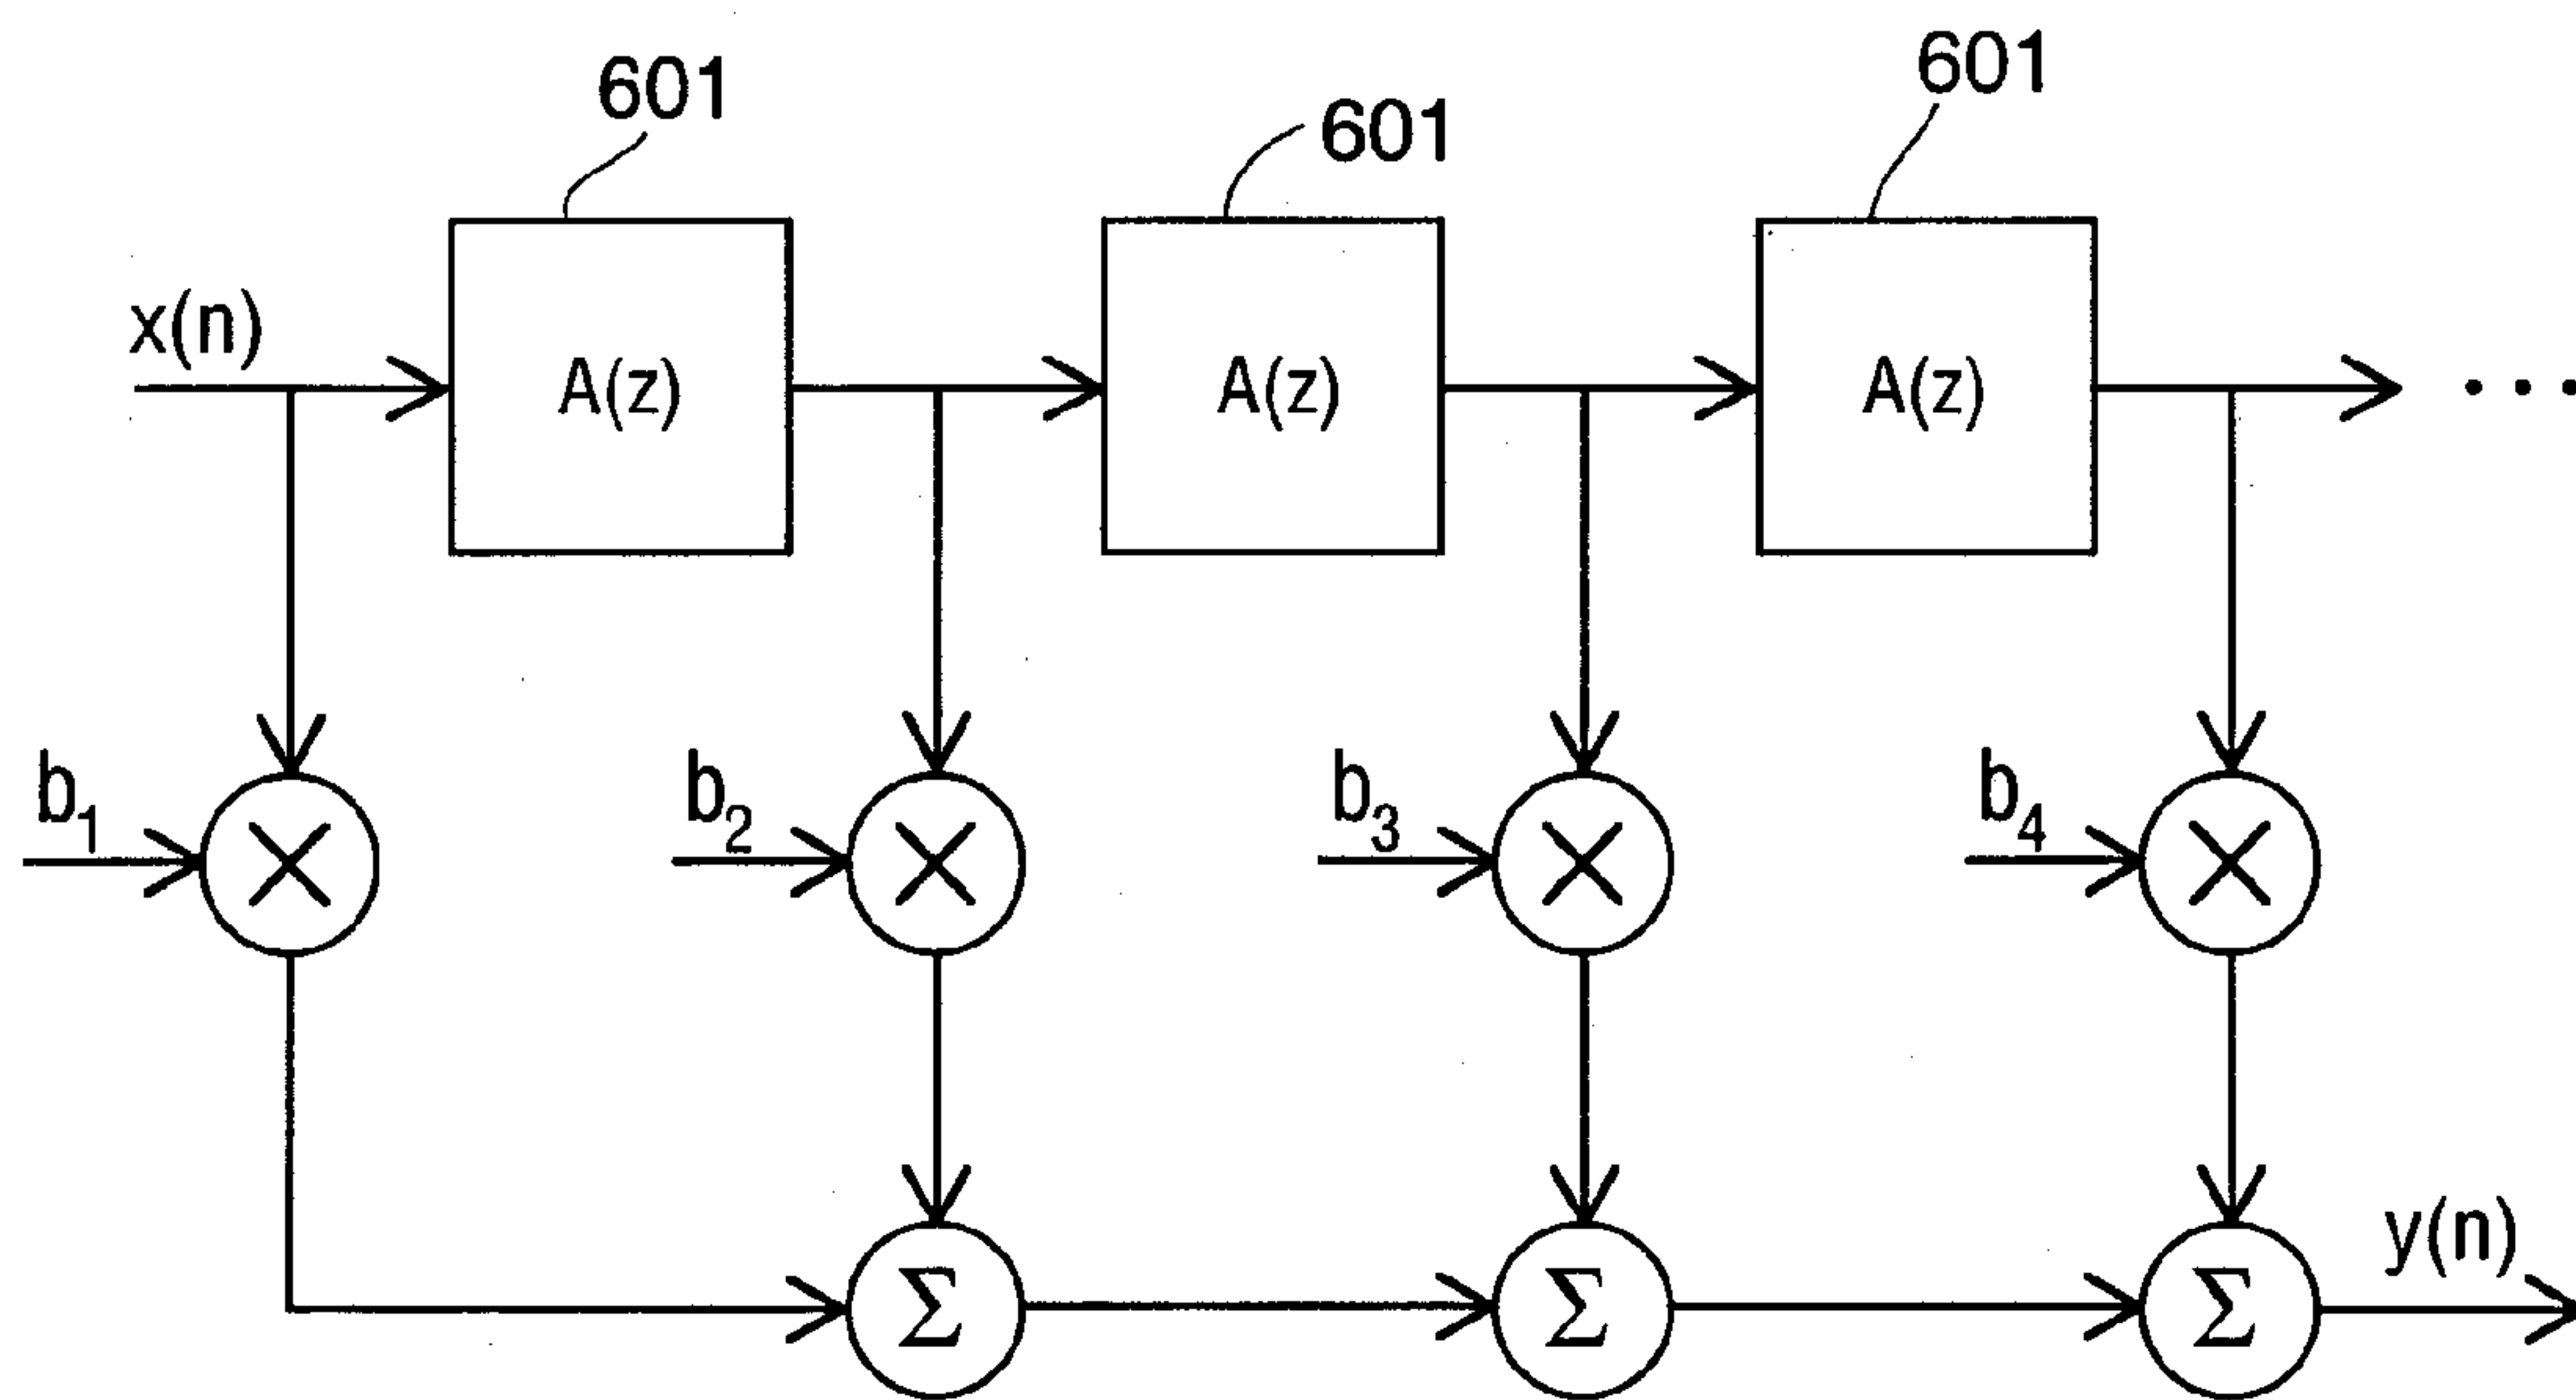 601 601 601
x(n) A(z) A(z) A(z) ...
b₁ × b₂ × b₃ × b₄ ×
Σ Σ Σ y(n)